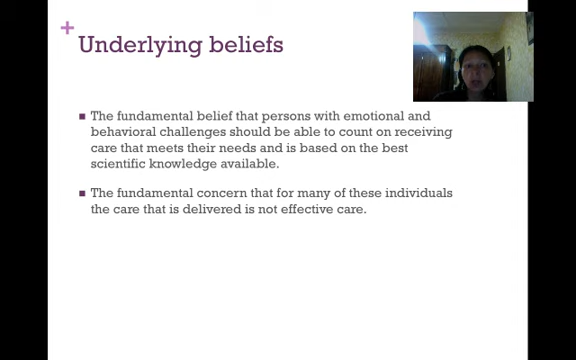 Underlying beliefs
The fundamental belief that persons with emotional and
behavioral challenges should be able to count on receiving
care that meets their needs and is based on the best
scientific knowledge available.
The fundamental concern that for many of these individuals
the care that is delivered is not effective care.